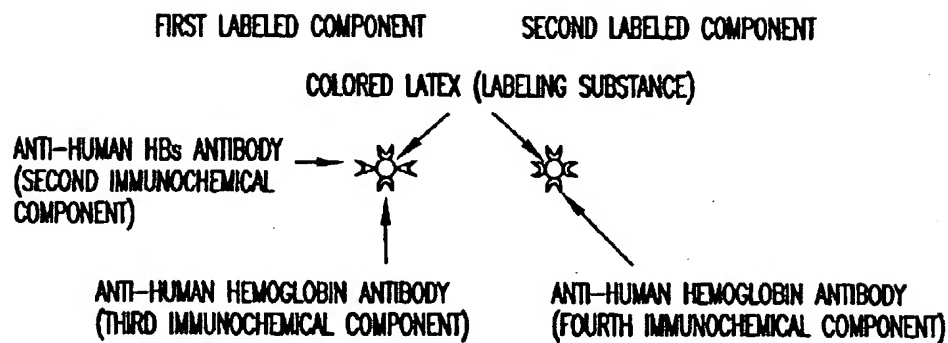 FIRST LABELED COMPONENT
SECOND LABELED COMPONENT
COLORED LATEX (LABELING SUBSTANCE)
ANTI-HUMAN HBs ANTIBODY
(SECOND IMMUNOCHEMICAL
COMPONENT)
ANTI-HUMAN HEMOGLOBIN ANTIBODY
(THIRD IMMUNOCHEMICAL COMPONENT)
ANTI-HUMAN HEMOGLOBIN ANTIBODY
(FOURTH IMMUNOCHEMICAL COMPONENT)